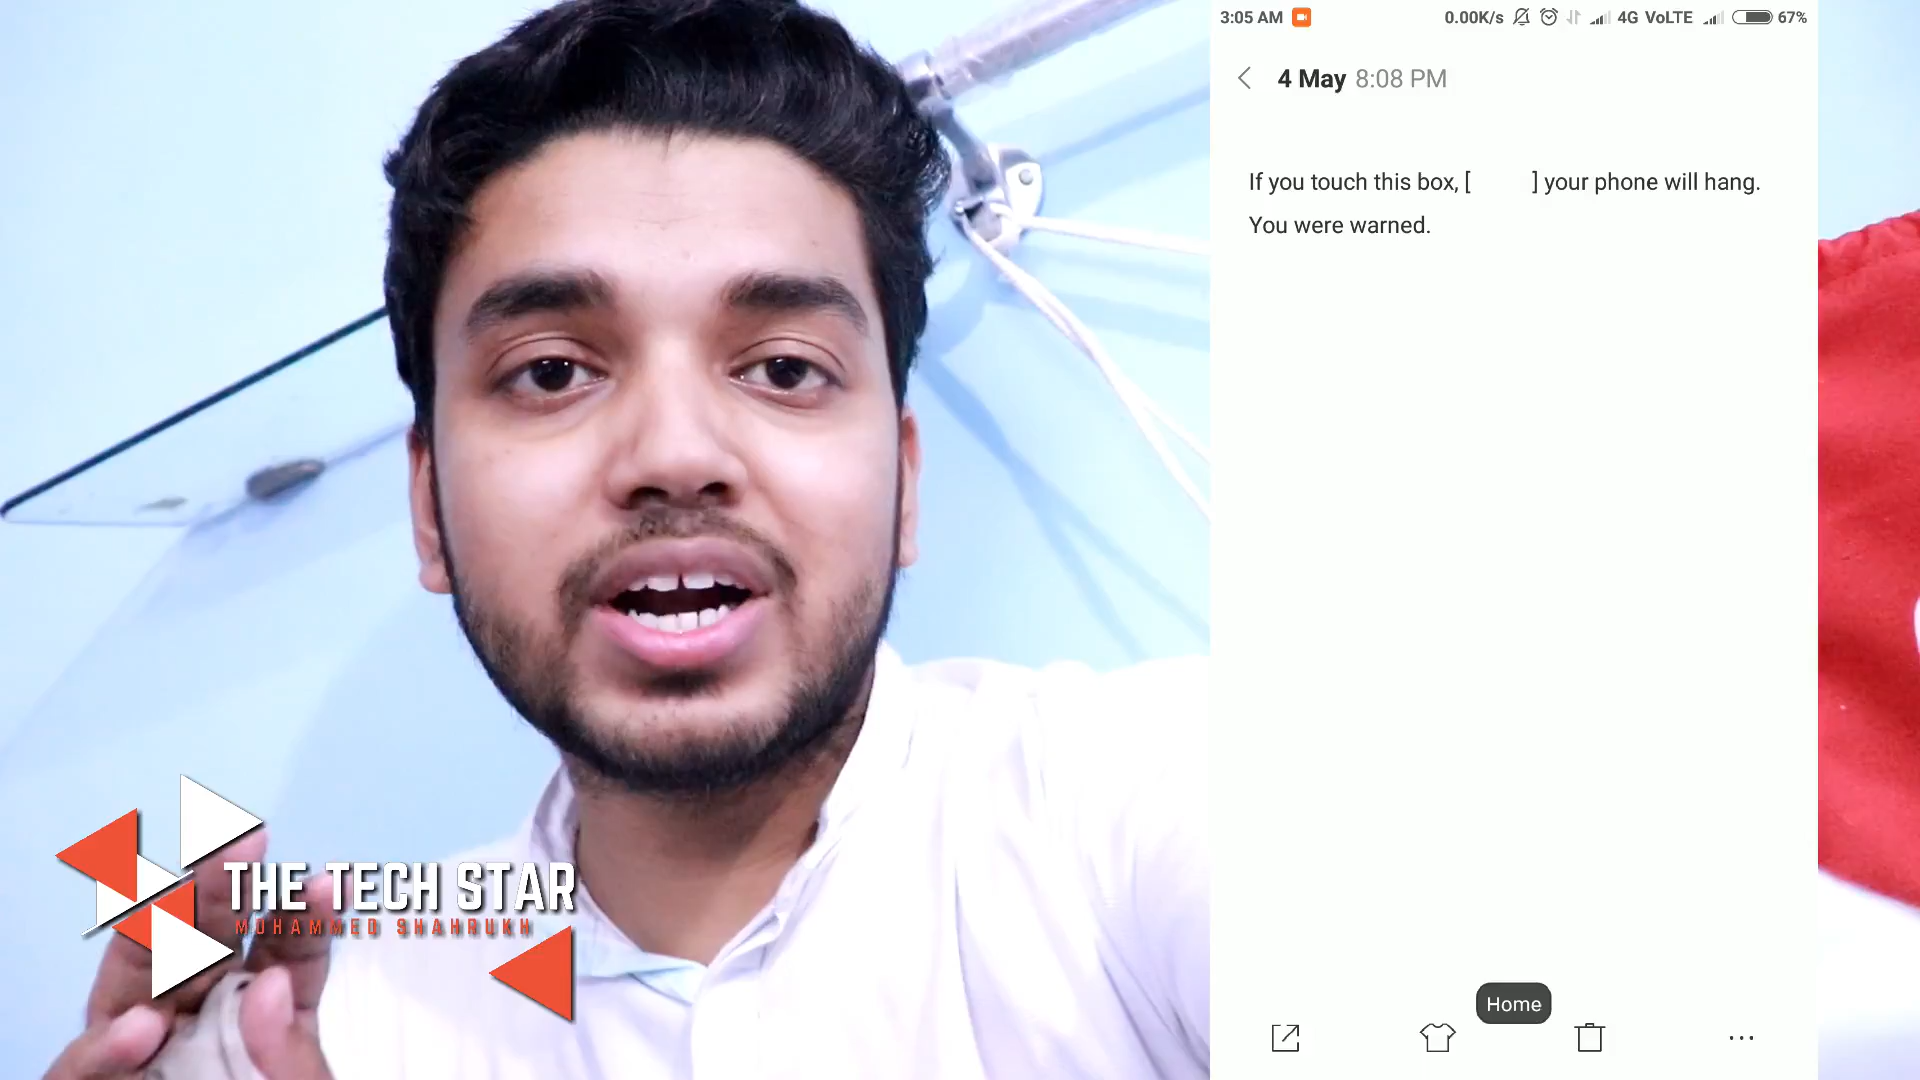 3:05 AM 0.00K/s 4G VoLTE 67%
4 May 8:08 PM
If you touch this box, [ ] your phone will hang.
You were warned.
Home
THE TECH STAR
MUHAMMED SHAHRUKH